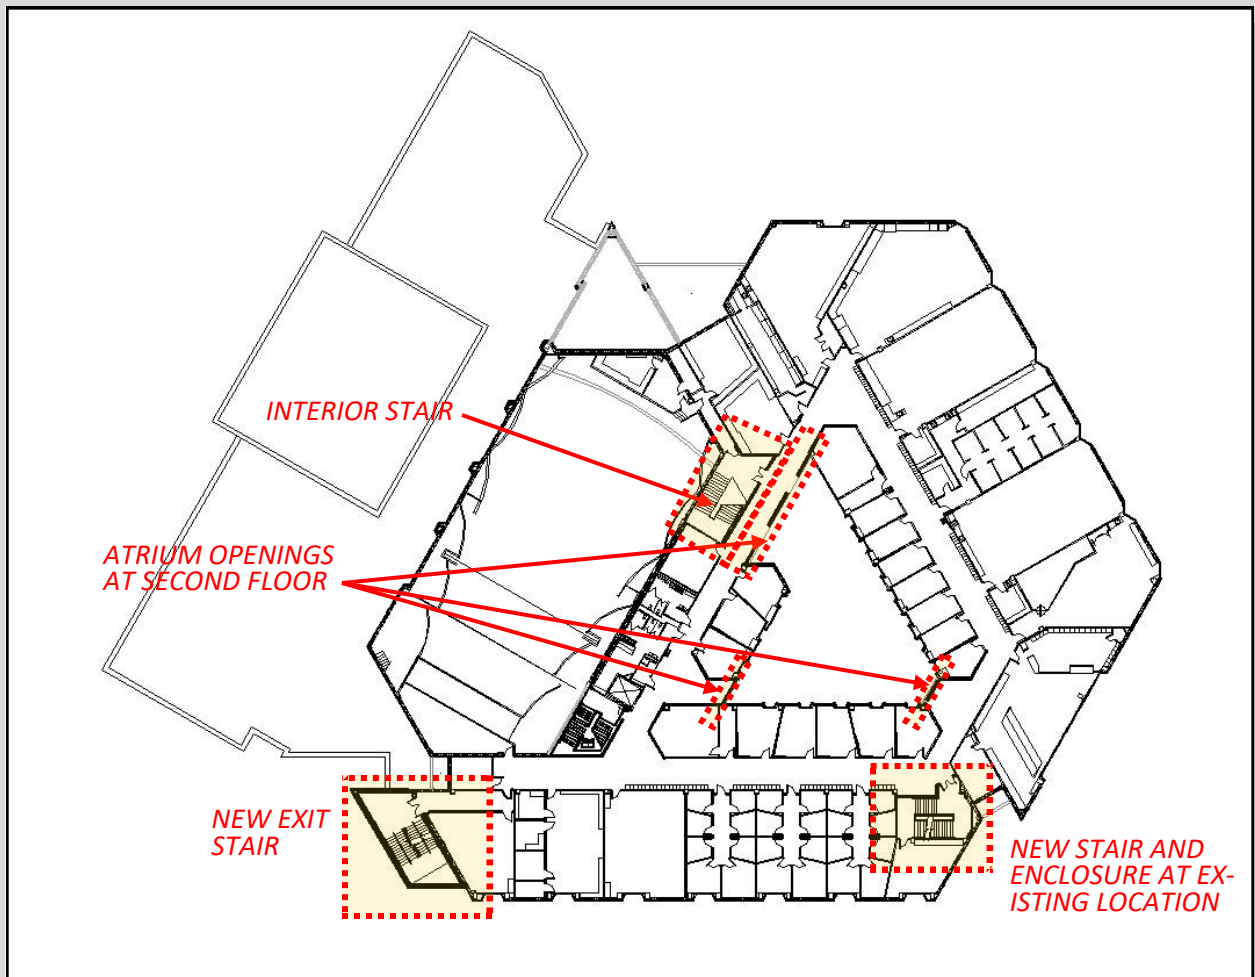 INTERIOR STAIR
ATRIUM OPENINGS
AT SECOND FLOOR
NEW EXIT
STAIR
NEW STAIR AND
ENCLOSURE AT EX-
ISTING LOCATION